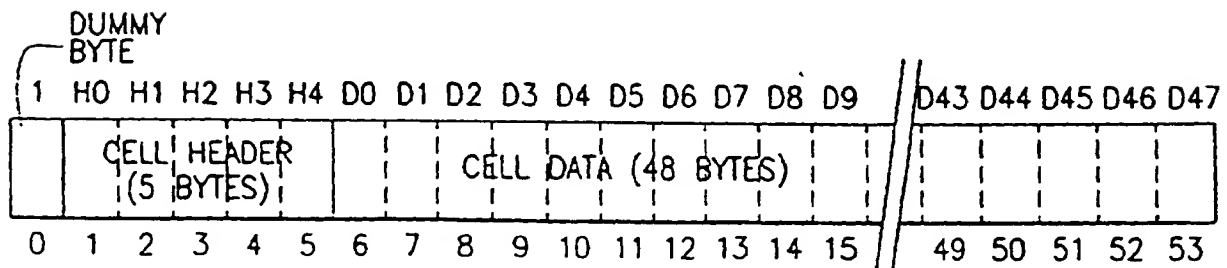 DUMMY
BYTE
1 H0 H1 H2 H3 H4 D0 D1 D2 D3 D4 D5 D6 D7 D8 D9 D43 D44 D45 D46 D47
CELL HEADER CELL DATA (48 BYTES)
(5 BYTES)
0 1 2 3 4 5 6 7 8 9 10 11 12 13 14 15 49 50 51 52 53